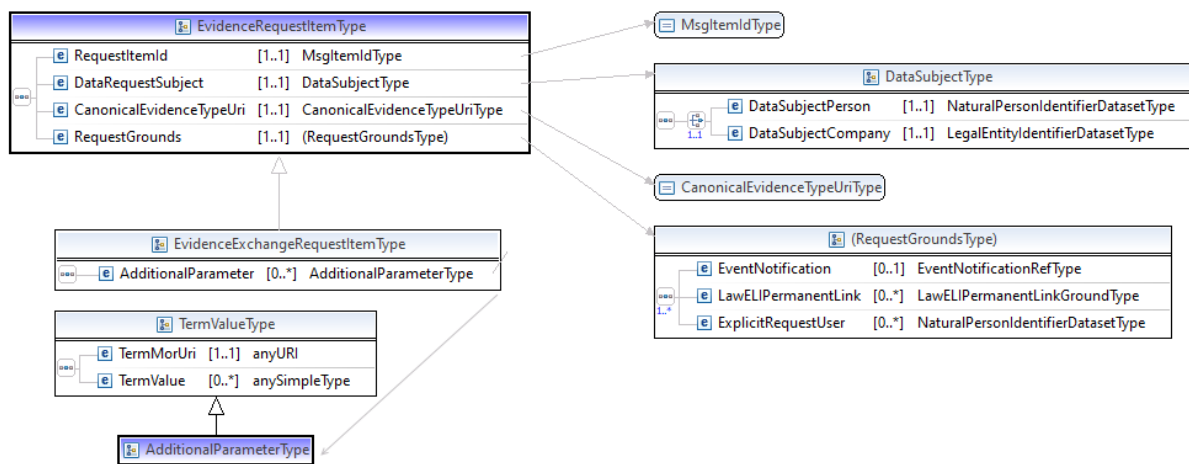 EvidenceRequestItemType
e RequestItemId [1..1] MsgItemIdType
e DataRequestSubject [1..1] DataSubjectType
e CanonicalEvidenceTypeUri [1..1] CanonicalEvidenceTypeUriType
e RequestGrounds [1..1] (RequestGroundsType)
MsgItemIdType
DataSubjectType
e DataSubjectPerson [1..1] NaturalPersonIdentifierDatasetType
1..1
e DataSubjectCompany [1..1] LegalEntityIdentifierDatasetType
CanonicalEvidenceTypeUriType
(RequestGroundsType)
e EventNotification [0..1] EventNotificationRefType
e LawELIPermanentLink [0..*] LawELIPermanentLinkGroundType
1..*
e ExplicitRequestUser [0..*] NaturalPersonIdentifierDatasetType
EvidenceExchangeRequestItemType
e AdditionalParameter [0..*] AdditionalParameterType
TermValueType
e TermMorUri [1..1] anyURI
e TermValue [0..*] anySimpleType
AdditionalParameterType